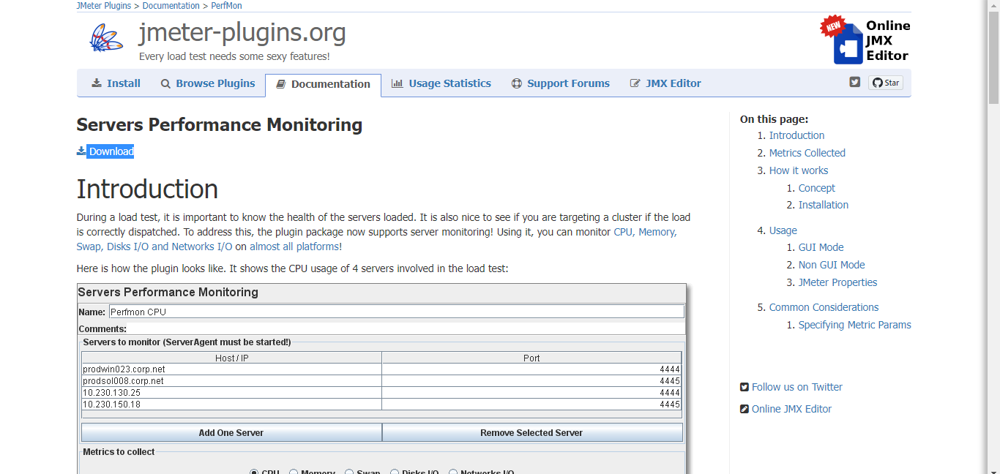 JMeter Plugins > Documentation > PerfMon
jmeter-plugins.org
Every load test needs some sexy features!
NEW
Online
JMX
Editor
Install
Browse Plugins
Documentation
Usage Statistics
Support Forums
JMX Editor
Star
Servers Performance Monitoring
Download
Introduction
During a load test, it is important to know the health of the servers loaded. It is also nice to see if you are targeting a cluster if the load
is correctly dispatched. To address this, the plugin package now supports server monitoring! Using it, you can monitor CPU, Memory,
Swap, Disks I/O and Networks I/O on almost all platforms!
Here is how the plugin looks like. It shows the CPU usage of 4 servers involved in the load test:
Servers Performance Monitoring
Name: Perfmon CPU
Comments:
Servers to monitor (ServerAgent must be started!)
Host / IP Port
prodwin023.corp.net 4444
prodsol008.corp.net 4445
10.230.130.25 4444
10.230.150.18 4445
Add One Server Remove Selected Server
Metrics to collect
CPU Memory Swap Disks I/O Networks I/O
On this page:
1. Introduction
2. Metrics Collected
3. How it works
1. Concept
2. Installation
4. Usage
1. GUI Mode
2. Non GUI Mode
3. JMeter Properties
5. Common Considerations
1. Specifying Metric Params
Follow us on Twitter
Online JMX Editor